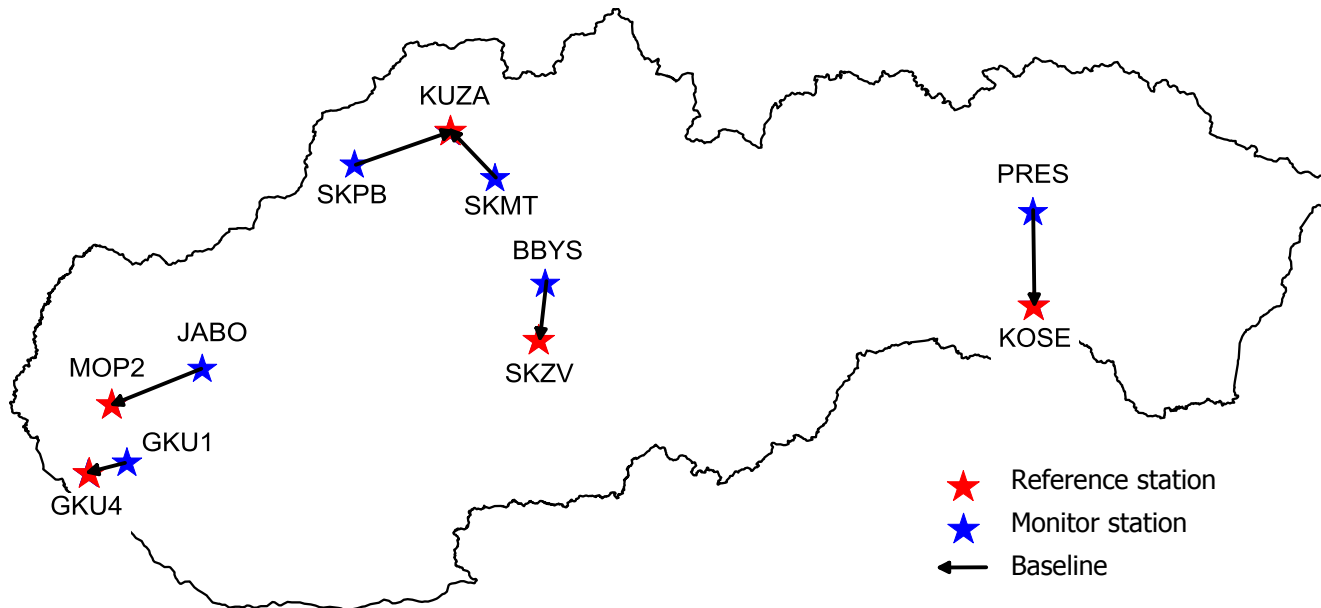 KUZA
SKPB
SKMT
PRES
BBYS
KOSE
JABO
SKZV
MOP2
GKU1
GKU4
Reference station
Monitor station
Baseline